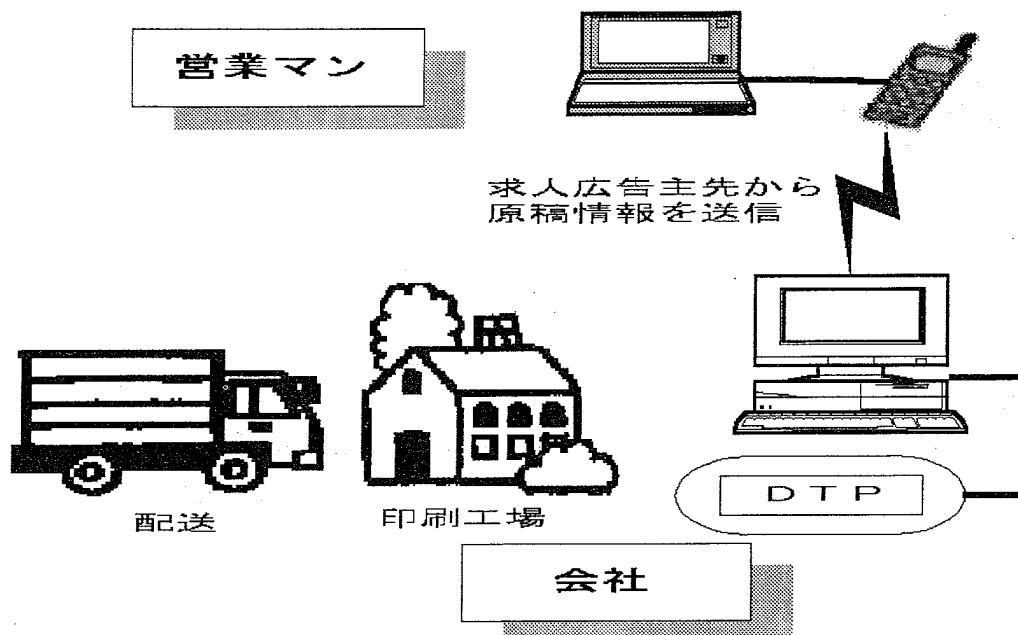 営業マン
求人広告主先から
原稿情報を送信
配送
印刷工場
DTP
会社